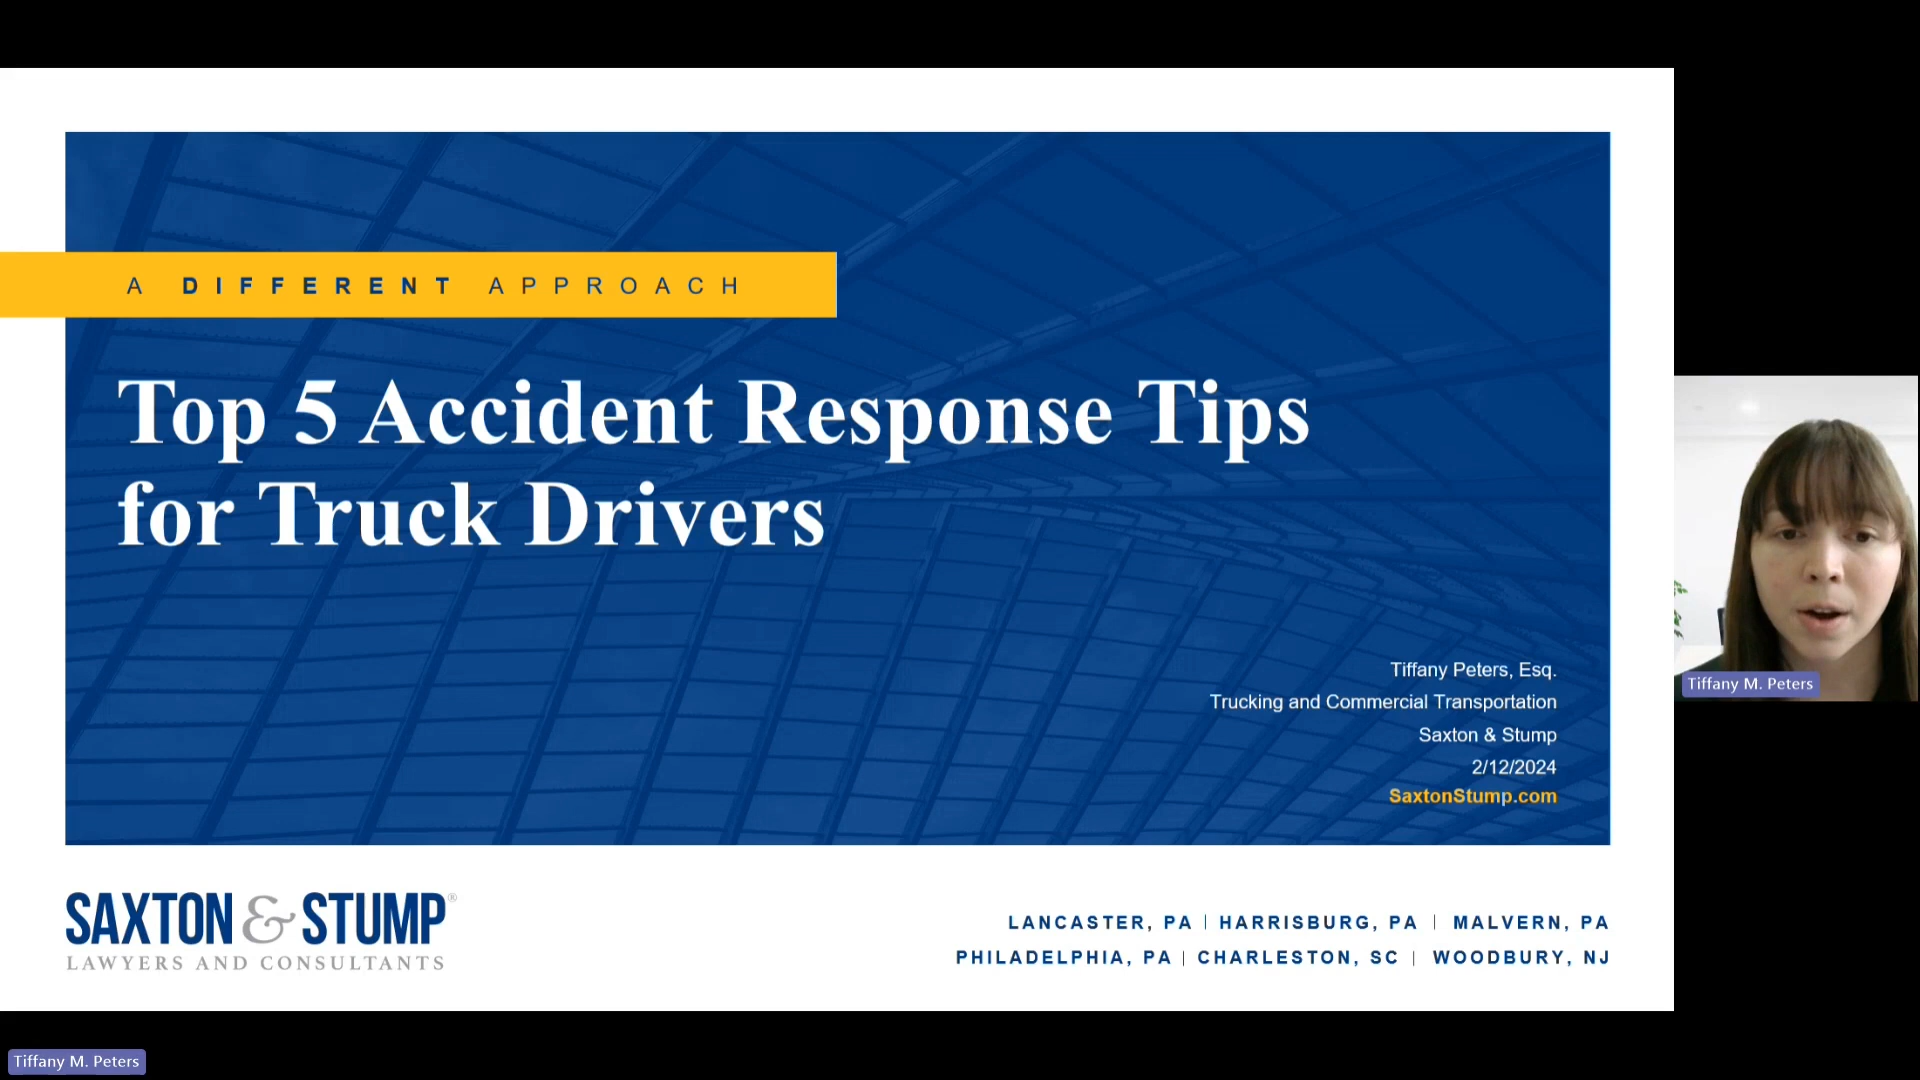 A DIFFERENT APPROACH
Top 5 Accident Response Tips
for Truck Drivers
Tiffany Peters, Esq.
Trucking and Commercial Transportation
Saxton & Stump
2/12/2024
SaxtonStump.com
SAXTON & STUMP®
LAWYERS AND CONSULTANTS
LANCASTER, PA | HARRISBURG, PA | MALVERN, PA
PHILADELPHIA, PA | CHARLESTON, SC | WOODBURY, NJ
Tiffany M. Peters
Tiffany M. Peters